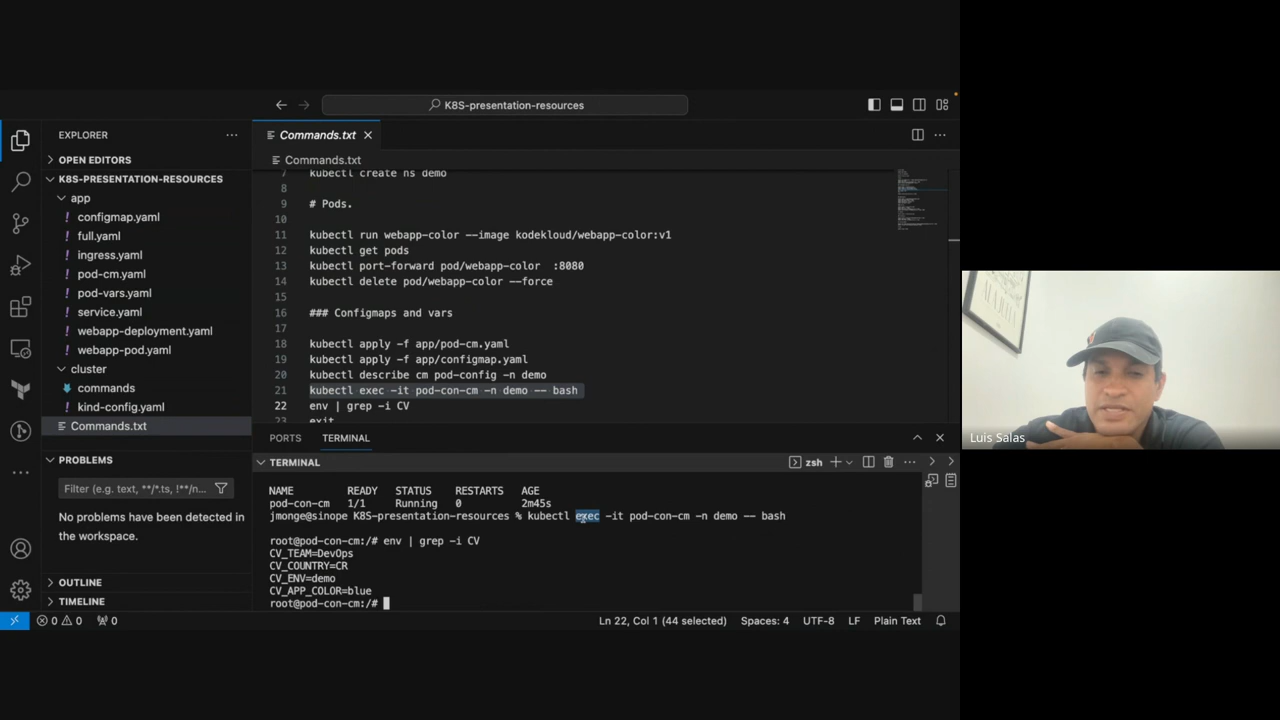 K8S-presentation-resources
EXPLORER
OPEN EDITORS
K8S-PRESENTATION-RESOURCES
app
configmap.yaml
full.yaml
ingress.yaml
pod-cm.yaml
pod-vars.yaml
service.yaml
webapp-deployment.yaml
webapp-pod.yaml
cluster
commands
kind-config.yaml
Commands.txt
PROBLEMS
Filter (e.g. text, **/*.ts, !**/n...
No problems have been detected in
the workspace.
OUTLINE
TIMELINE
Commands.txt
Commands.txt
7 kubectl create ns demo
8
9 # Pods.
10
11 kubectl run webapp-color --image kodekloud/webapp-color:v1
12 kubectl get pods
13 kubectl port-forward pod/webapp-color :8080
14 kubectl delete pod/webapp-color --force
15
16 ### Configmaps and vars
17
18 kubectl apply -f app/pod-cm.yaml
19 kubectl apply -f app/configmap.yaml
20 kubectl describe cm pod-config -n demo
21 kubectl exec -it pod-con-cm -n demo -- bash
22 env | grep -i CV
23 exit
PORTS TERMINAL
TERMINAL
zsh
NAME READY STATUS RESTARTS AGE
pod-con-cm 1/1 Running 0 2m45s
jmonge@sinope K8S-presentation-resources % kubectl exec -it pod-con-cm -n demo -- bash
root@pod-con-cm:/# env | grep -i CV
CV_TEAM=DevOps
CV_COUNTRY=CR
CV_ENV=demo
CV_APP_COLOR=blue
root@pod-con-cm:/#
0 0 0
Ln 22, Col 1 (44 selected) Spaces: 4 UTF-8 LF Plain Text
Luis Salas